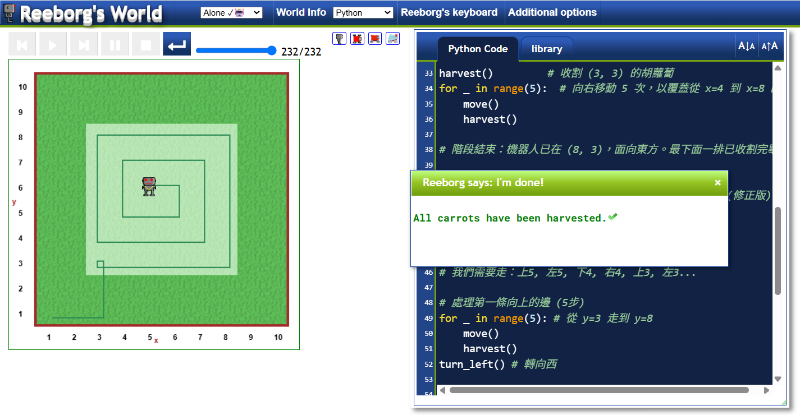 Reeborg's World
Alone ✓
World Info
Python
Reeborg's keyboard
Additional options
232/232
Python Code
library
A↓A
A↑A
10
9
8
7
6
y
5
4
3
2
1
1 2 3 4 5 x 6 7 8 9 10
33 harvest() # 收割 (3, 3) 的胡蘿蔔
34 for _ in range(5): # 向右移動 5 次，以覆蓋從 x=4 到 x=8
35 move()
36 harvest()
37
38 # 階段結束：機器人已在 (8, 3)，面向東方。最下面一排已收割完
39
Reeborg says: I'm done!
×
(修正版)
All carrots have been harvested.✓
46 # 我們需要走：上5, 左5, 下4, 右4, 上3, 左3...
47
48 # 處理第一條向上的邊 (5步)
49 for _ in range(5): # 從 y=3 走到 y=8
50 move()
51 harvest()
52 turn_left() # 轉向西
53
54